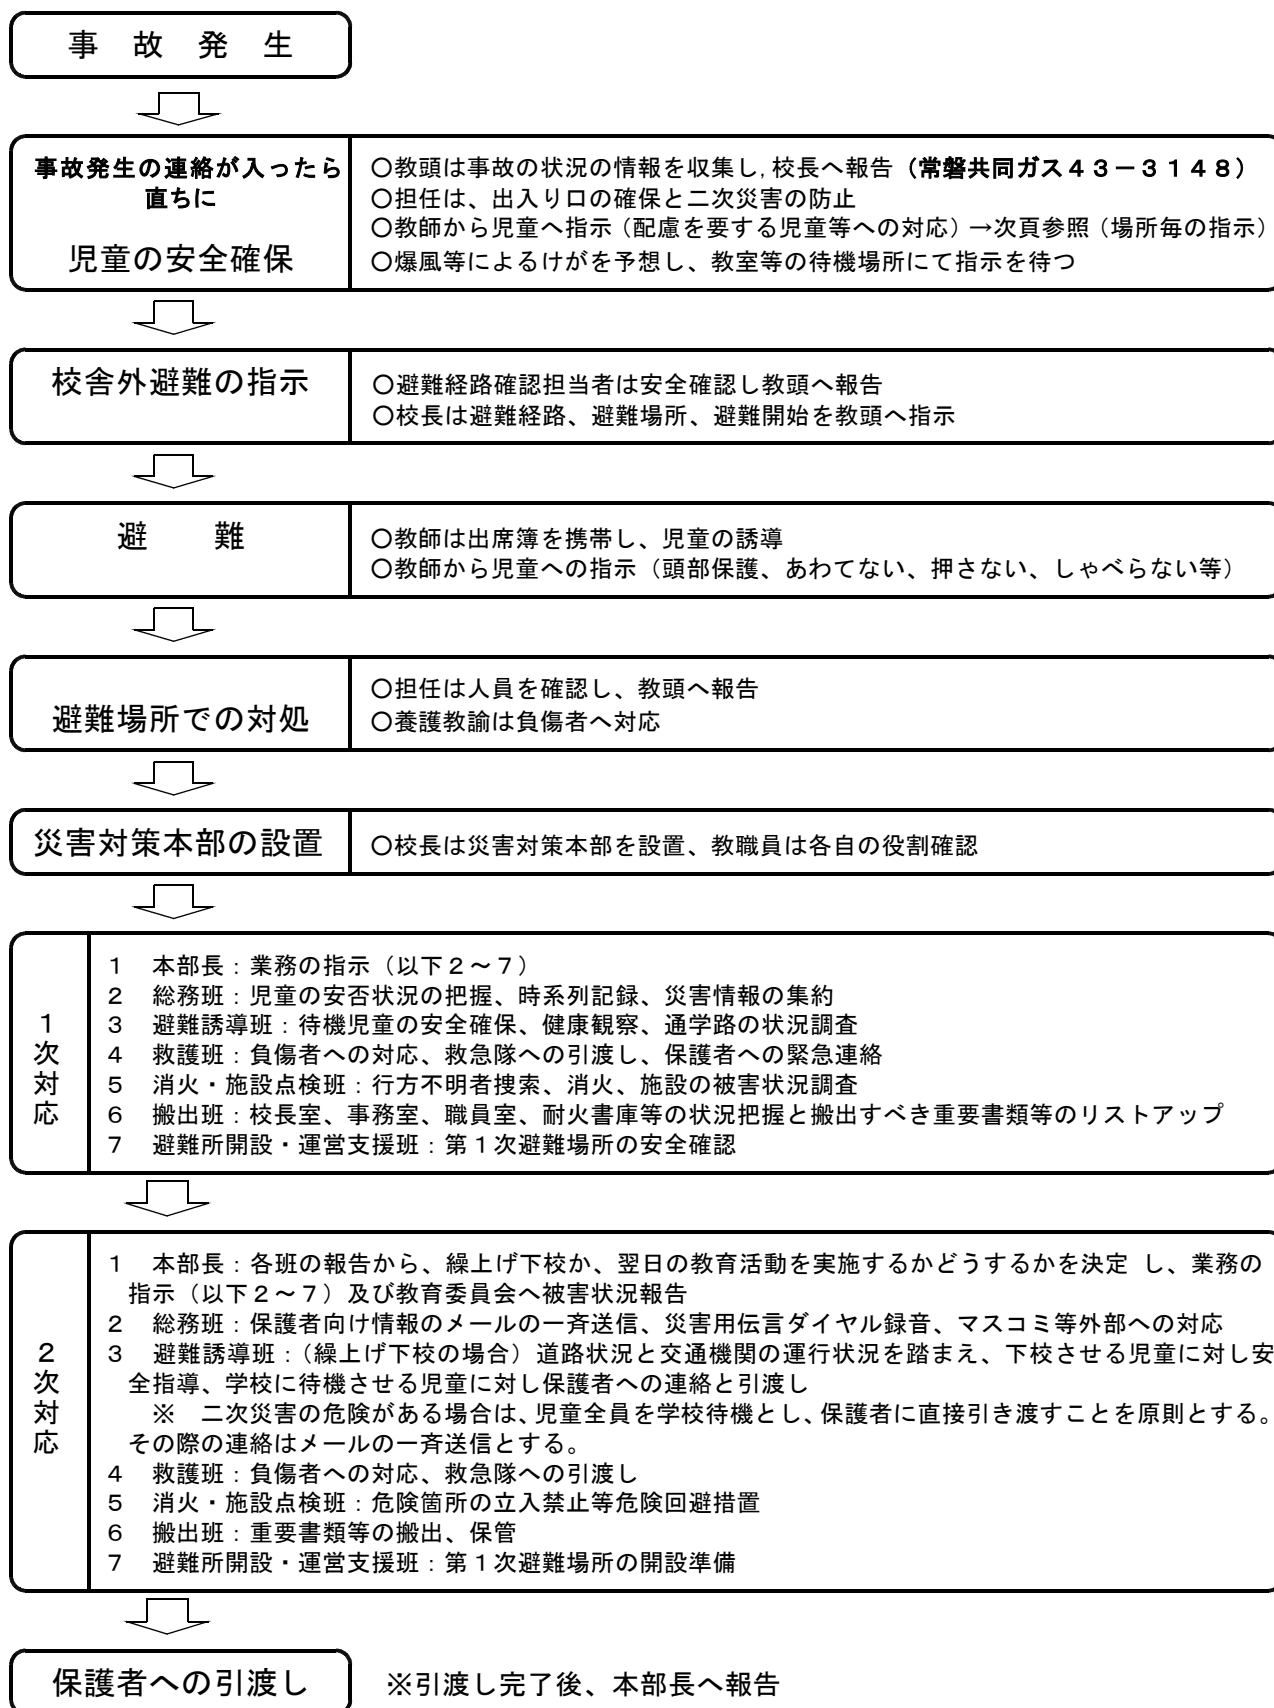 事　故　発　生
事故発生の連絡が入ったら
直ちに
児童の安全確保
○教頭は事故の状況の情報を収集し,校長へ報告（常磐共同ガス４３－３１４８）
○担任は、出入り口の確保と二次災害の防止
○教師から児童へ指示（配慮を要する児童等への対応）→次頁参照（場所毎の指示）
○爆風等によるけがを予想し、教室等の待機場所にて指示を待つ
校舎外避難の指示
○避難経路確認担当者は安全確認し教頭へ報告
○校長は避難経路、避難場所、避難開始を教頭へ指示
避　　難
○教師は出席簿を携帯し、児童の誘導
○教師から児童への指示（頭部保護、あわてない、押さない、しゃべらない等）
避難場所での対処
○担任は人員を確認し、教頭へ報告
○養護教諭は負傷者へ対応
災害対策本部の設置
○校長は災害対策本部を設置、教職員は各自の役割確認
１次対応
１　本部長：業務の指示（以下２～７）
２　総務班：児童の安否状況の把握、時系列記録、災害情報の集約
３　避難誘導班：待機児童の安全確保、健康観察、通学路の状況調査
４　救護班：負傷者への対応、救急隊への引渡し、保護者への緊急連絡
５　消火・施設点検班：行方不明者捜索、消火、施設の被害状況調査
６　搬出班：校長室、事務室、職員室、耐火書庫等の状況把握と搬出すべき重要書類等のリストアップ
７　避難所開設・運営支援班：第１次避難場所の安全確認
２次対応
１　本部長：各班の報告から、繰上げ下校か、翌日の教育活動を実施するかどうするかを決定 し、業務の
指示（以下２～７）及び教育委員会へ被害状況報告
２　総務班：保護者向け情報のメールの一斉送信、災害用伝言ダイヤル録音、マスコミ等外部への対応
３　避難誘導班：（繰上げ下校の場合）道路状況と交通機関の運行状況を踏まえ、下校させる児童に対し安
全指導、学校に待機させる児童に対し保護者への連絡と引渡し
※　二次災害の危険がある場合は、児童全員を学校待機とし、保護者に直接引き渡すことを原則とする。
その際の連絡はメールの一斉送信とする。
４　救護班：負傷者への対応、救急隊への引渡し
５　消火・施設点検班：危険箇所の立入禁止等危険回避措置
６　搬出班：重要書類等の搬出、保管
７　避難所開設・運営支援班：第１次避難場所の開設準備
保護者への引渡し
※引渡し完了後、本部長へ報告